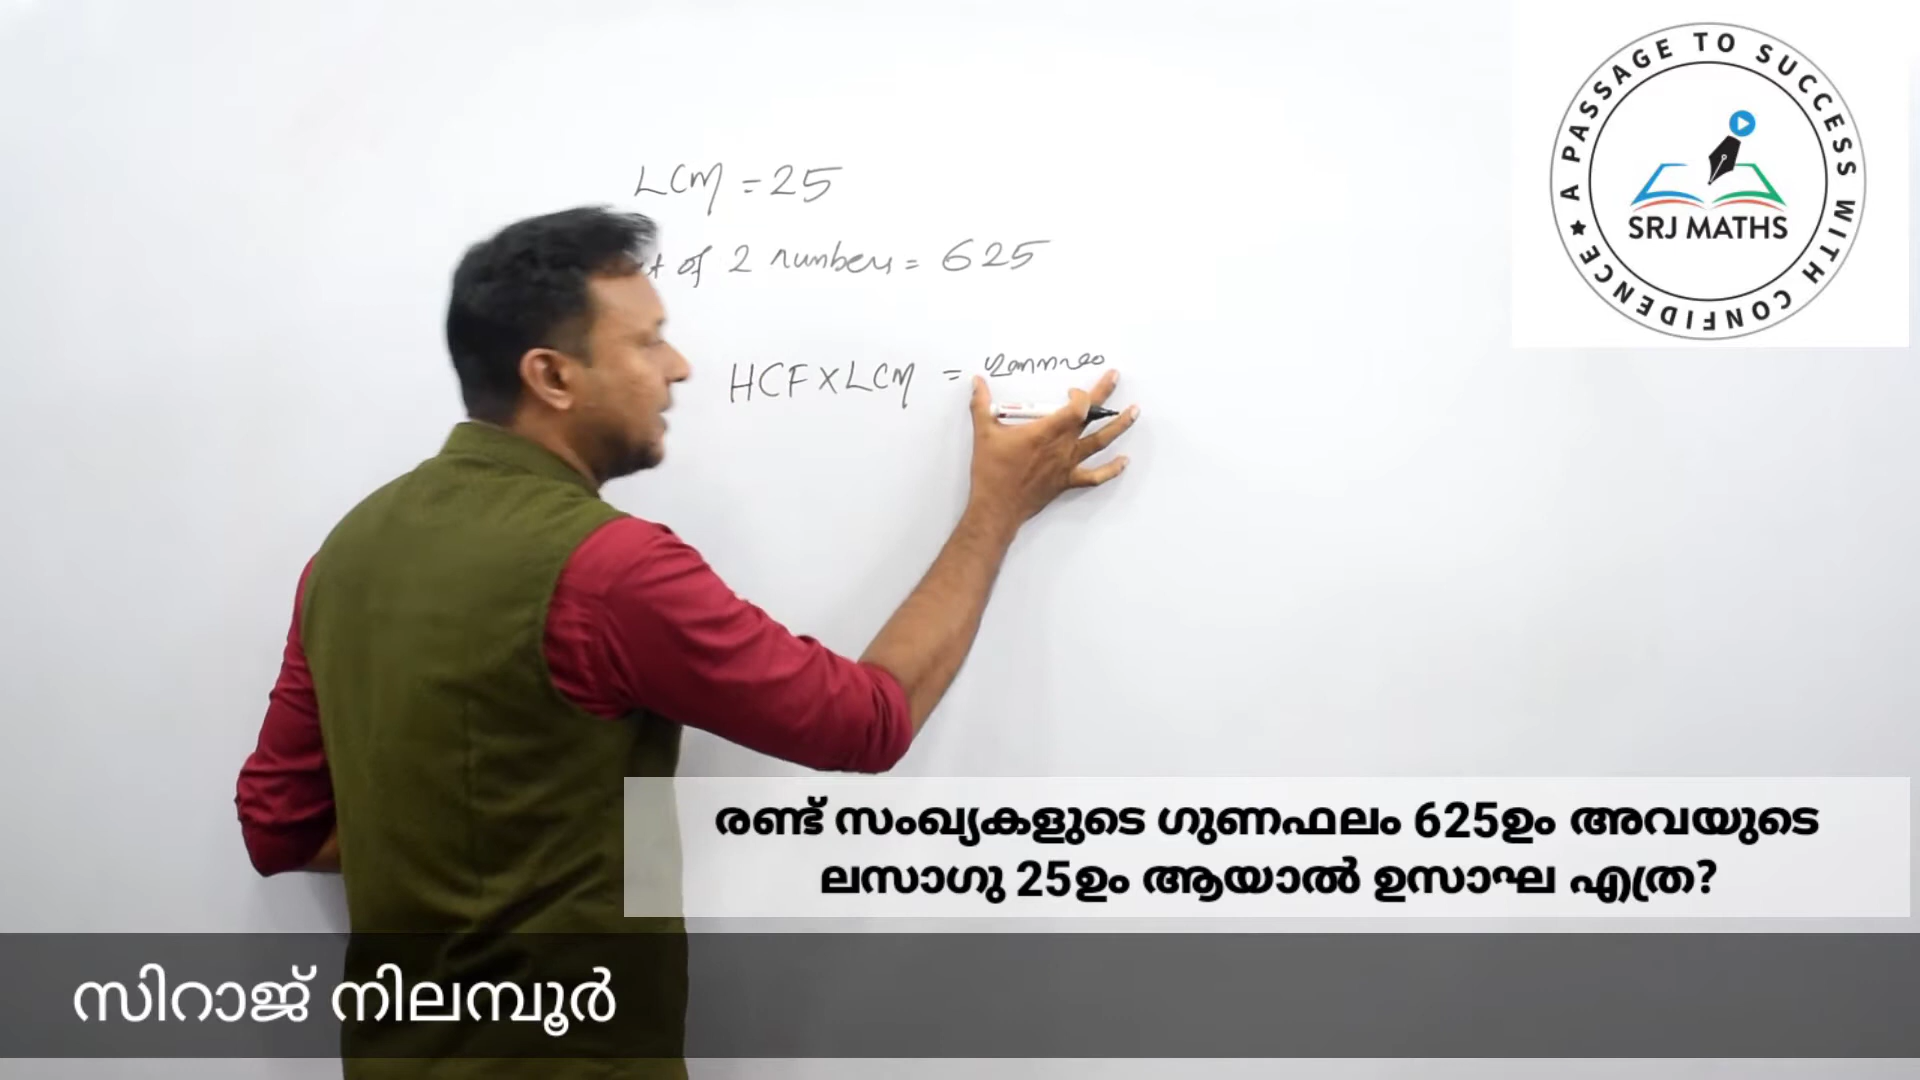 LCM = 25
of 2 numbers = 625
HCF X LCM = ഗുണനഫലം
A PASSAGE TO SUCCESS WITH CONFIDENCE ★
SRJ MATHS
രണ്ട് സംഖ്യകളുടെ ഗുണഫലം 625ഉം അവയുടെ
ലസാഗു 25ഉം ആയാൽ ഉസാഘ എത്ര?
സിറാജ് നിലമ്പൂർ